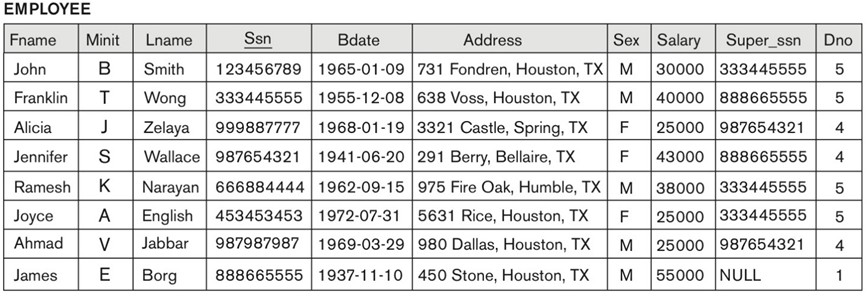 EMPLOYEE
Fname Minit Lname Ssn Bdate Address Sex Salary Super_ssn Dno
John B Smith 123456789 1965-01-09 731 Fondren, Houston, TX M 30000 333445555 5
Franklin T Wong 333445555 1955-12-08 638 Voss, Houston, TX M 40000 888665555 5
Alicia J Zelaya 999887777 1968-01-19 3321 Castle, Spring, TX F 25000 987654321 4
Jennifer S Wallace 987654321 1941-06-20 291 Berry, Bellaire, TX F 43000 888665555 4
Ramesh K Narayan 666884444 1962-09-15 975 Fire Oak, Humble, TX M 38000 333445555 5
Joyce A English 453453453 1972-07-31 5631 Rice, Houston, TX F 25000 333445555 5
Ahmad V Jabbar 987987987 1969-03-29 980 Dallas, Houston, TX M 25000 987654321 4
James E Borg 888665555 1937-11-10 450 Stone, Houston, TX M 55000 NULL 1